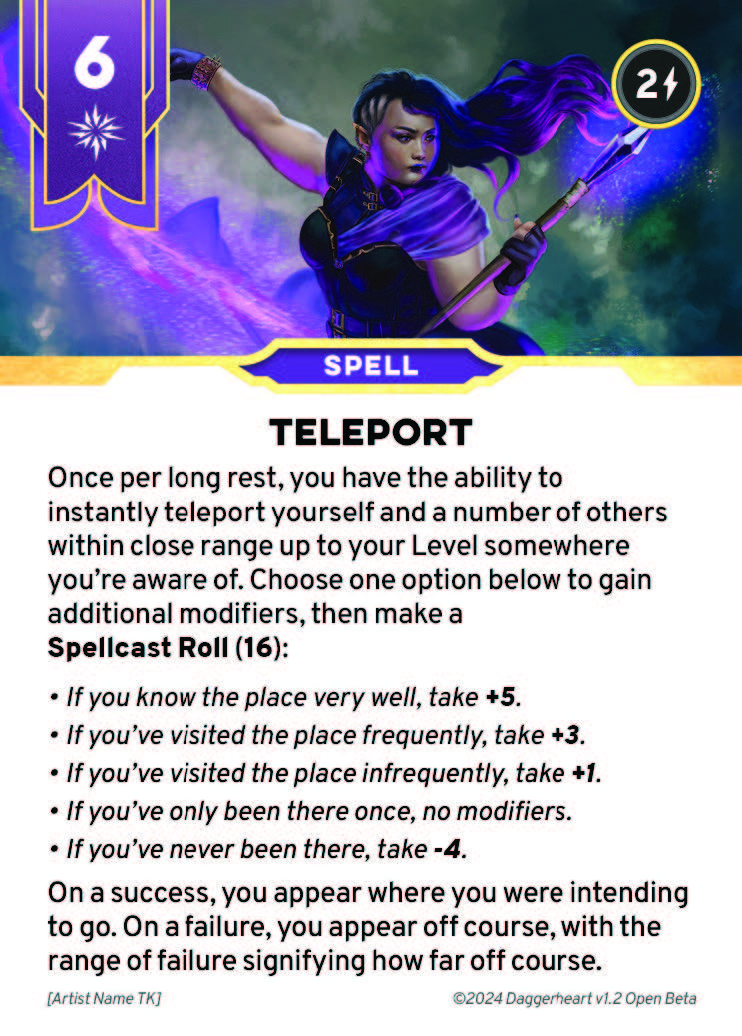 6
2
SPELL
TELEPORT
Once per long rest, you have the ability to
instantly teleport yourself and a number of others
within close range up to your Level somewhere
you're aware of. Choose one option below to gain
additional modifiers, then make a
Spellcast Roll (16):
• If you know the place very well, take +5.
• If you've visited the place frequently, take +3.
• If you've visited the place infrequently, take +1.
• If you've only been there once, no modifiers.
• If you've never been there, take -4.
On a success, you appear where you were intending
to go. On a failure, you appear off course, with the
range of failure signifying how far off course.
[Artist Name TK]
©2024 Daggerheart v1.2 Open Beta